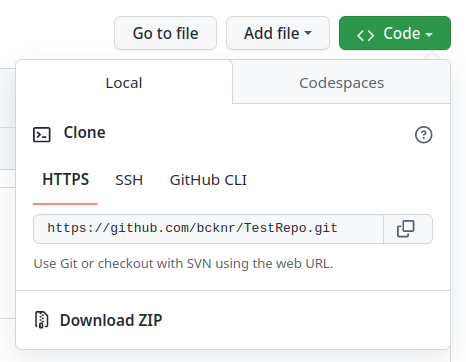 Go to file Add file Code
Local Codespaces
Clone
HTTPS SSH GitHub CLI
https://github.com/bcknr/TestRepo.git
Use Git or checkout with SVN using the web URL.
Download ZIP